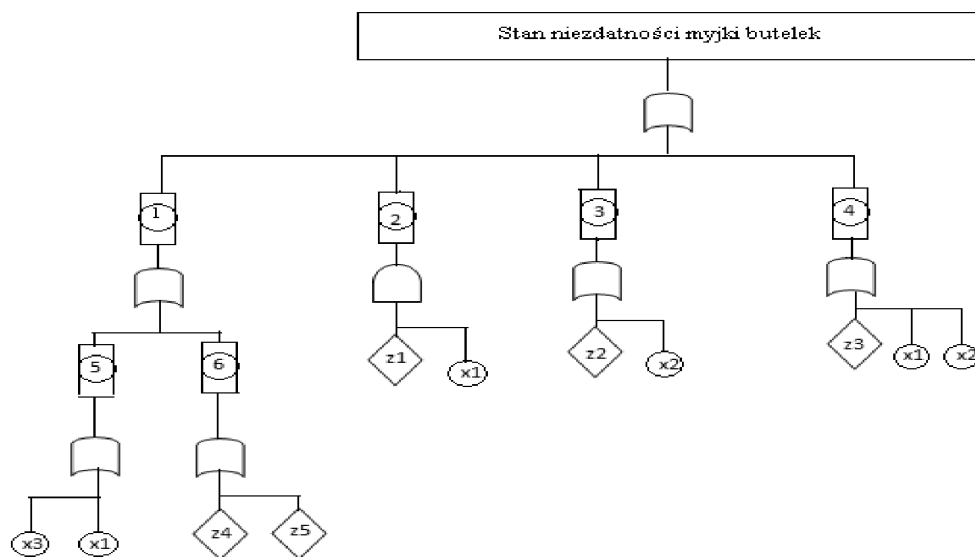 Stan niezdatności myjki butelek
1
2
3
4
5
6
z1
x1
z2
x2
z3
x1
x2
x3
x1
z4
z5